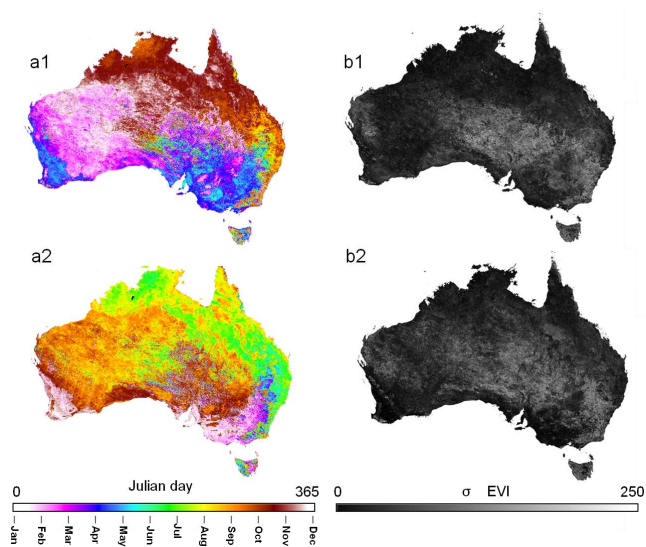 a1
b1
a2
b2
Julian day
0 365
Jan Feb Mar Apr May Jun Jul Aug Sep Oct Nov Dec
σ EVI
0 250